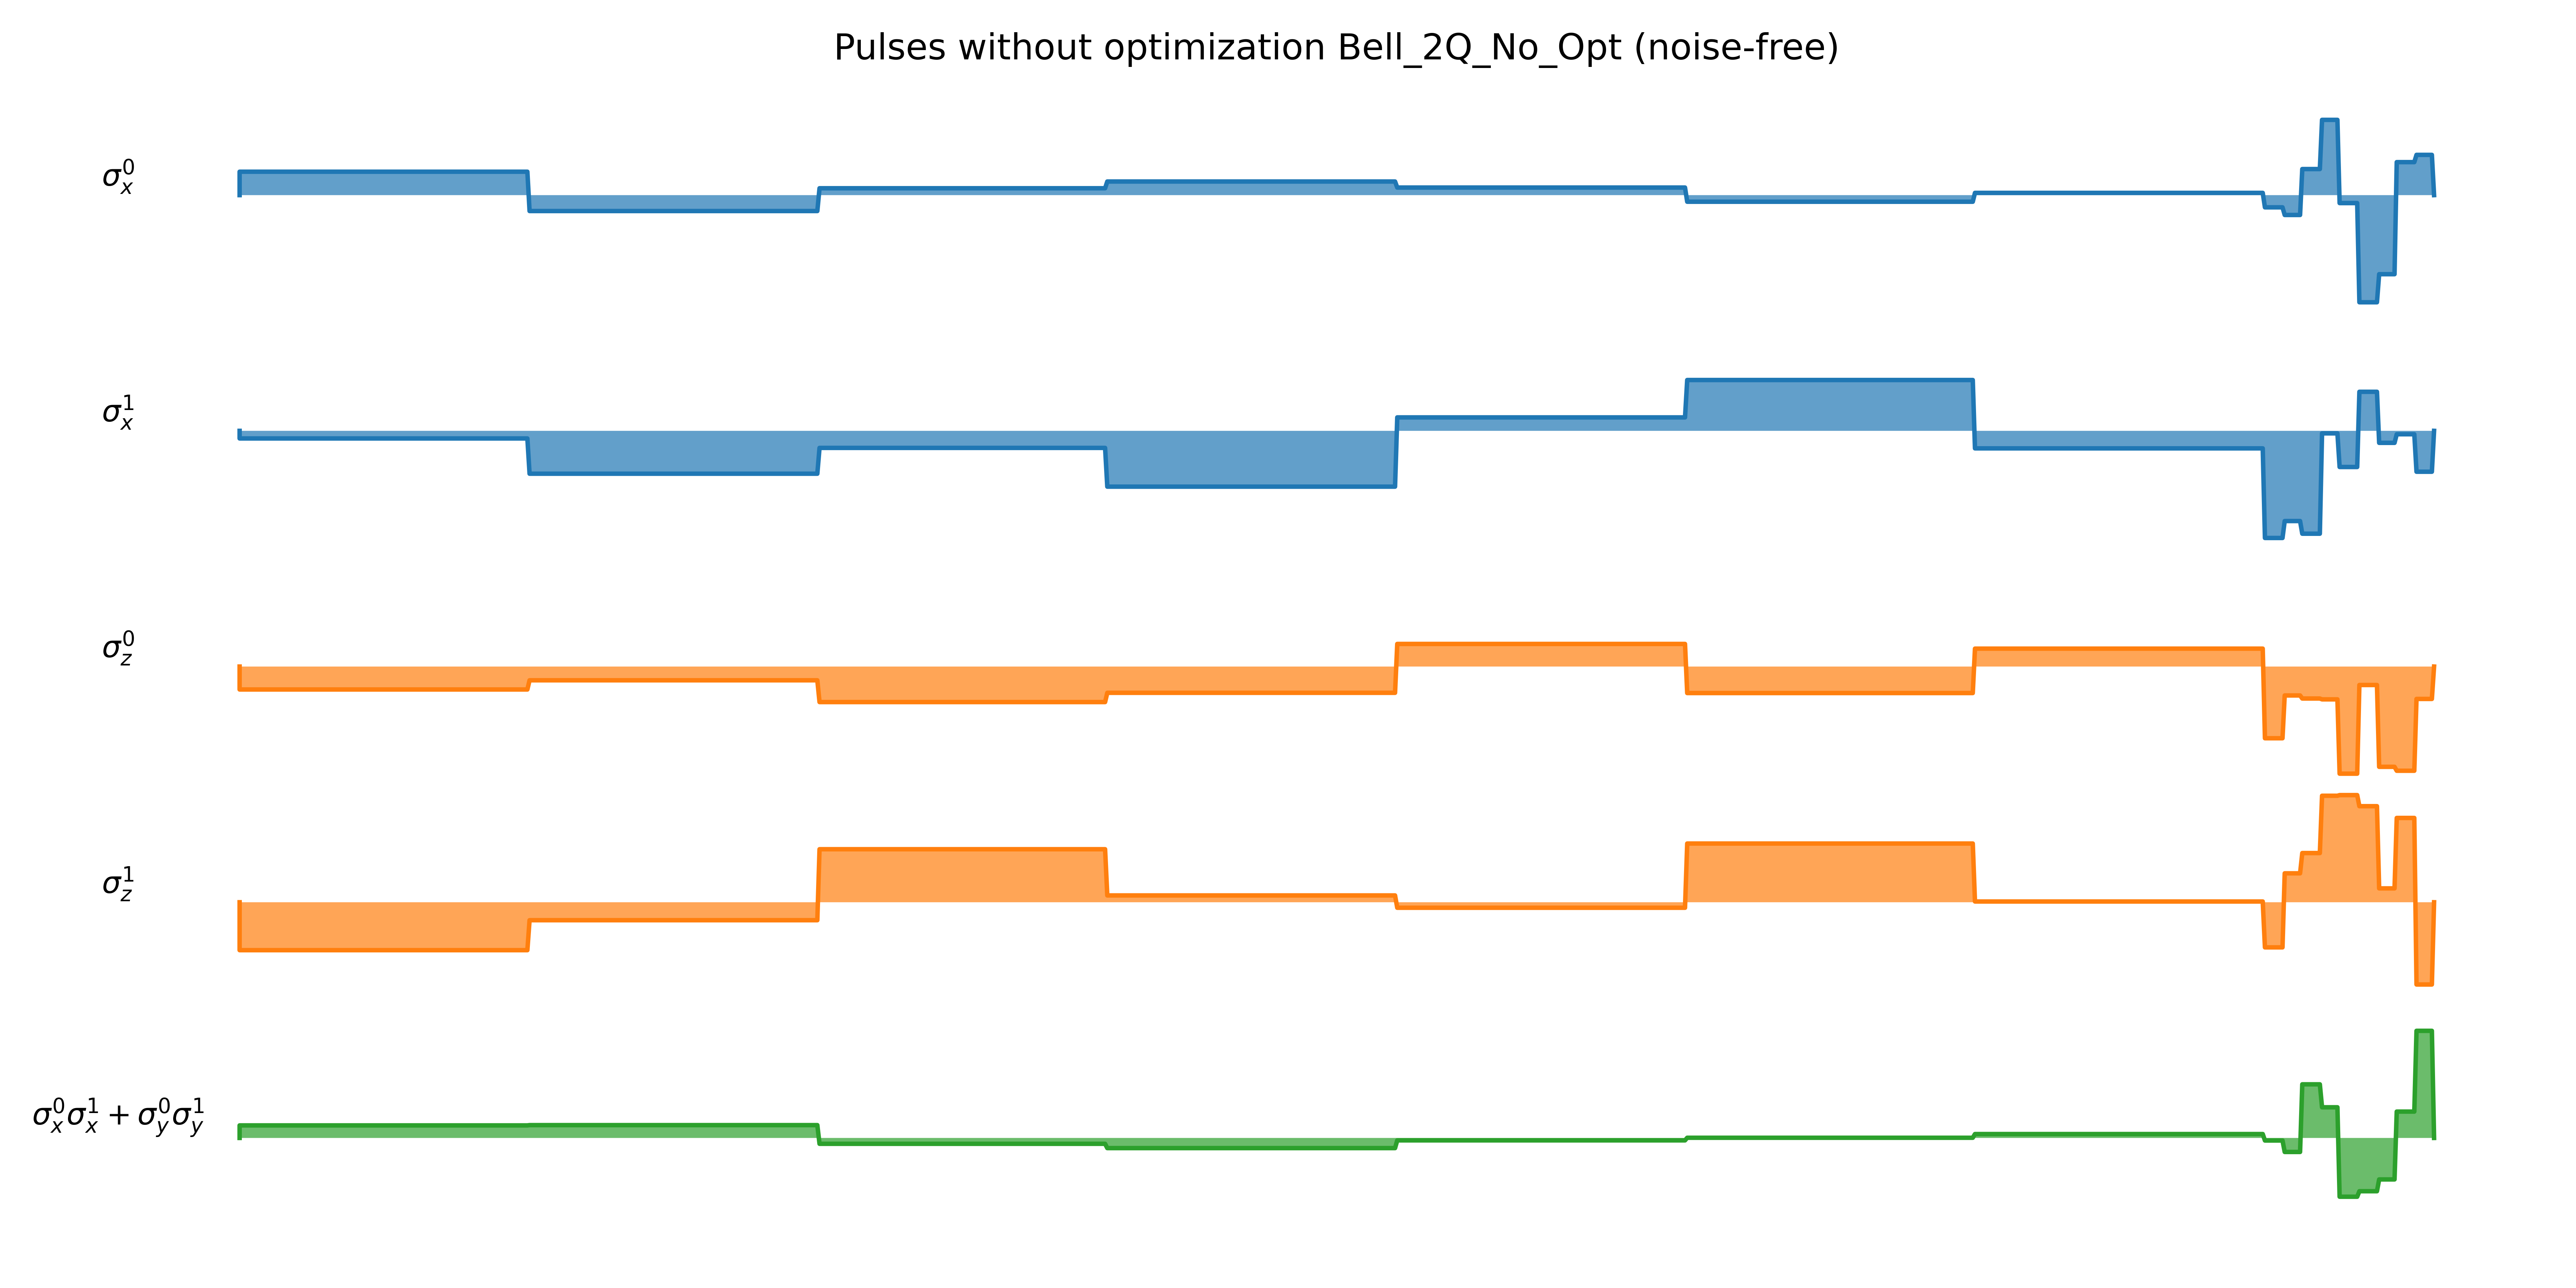 Pulses without optimization Bell_2Q_No_Opt (noise-free)
σ_x^0
σ_x^1
σ_z^0
σ_z^1
σ_x^0σ_x^1 + σ_y^0σ_y^1